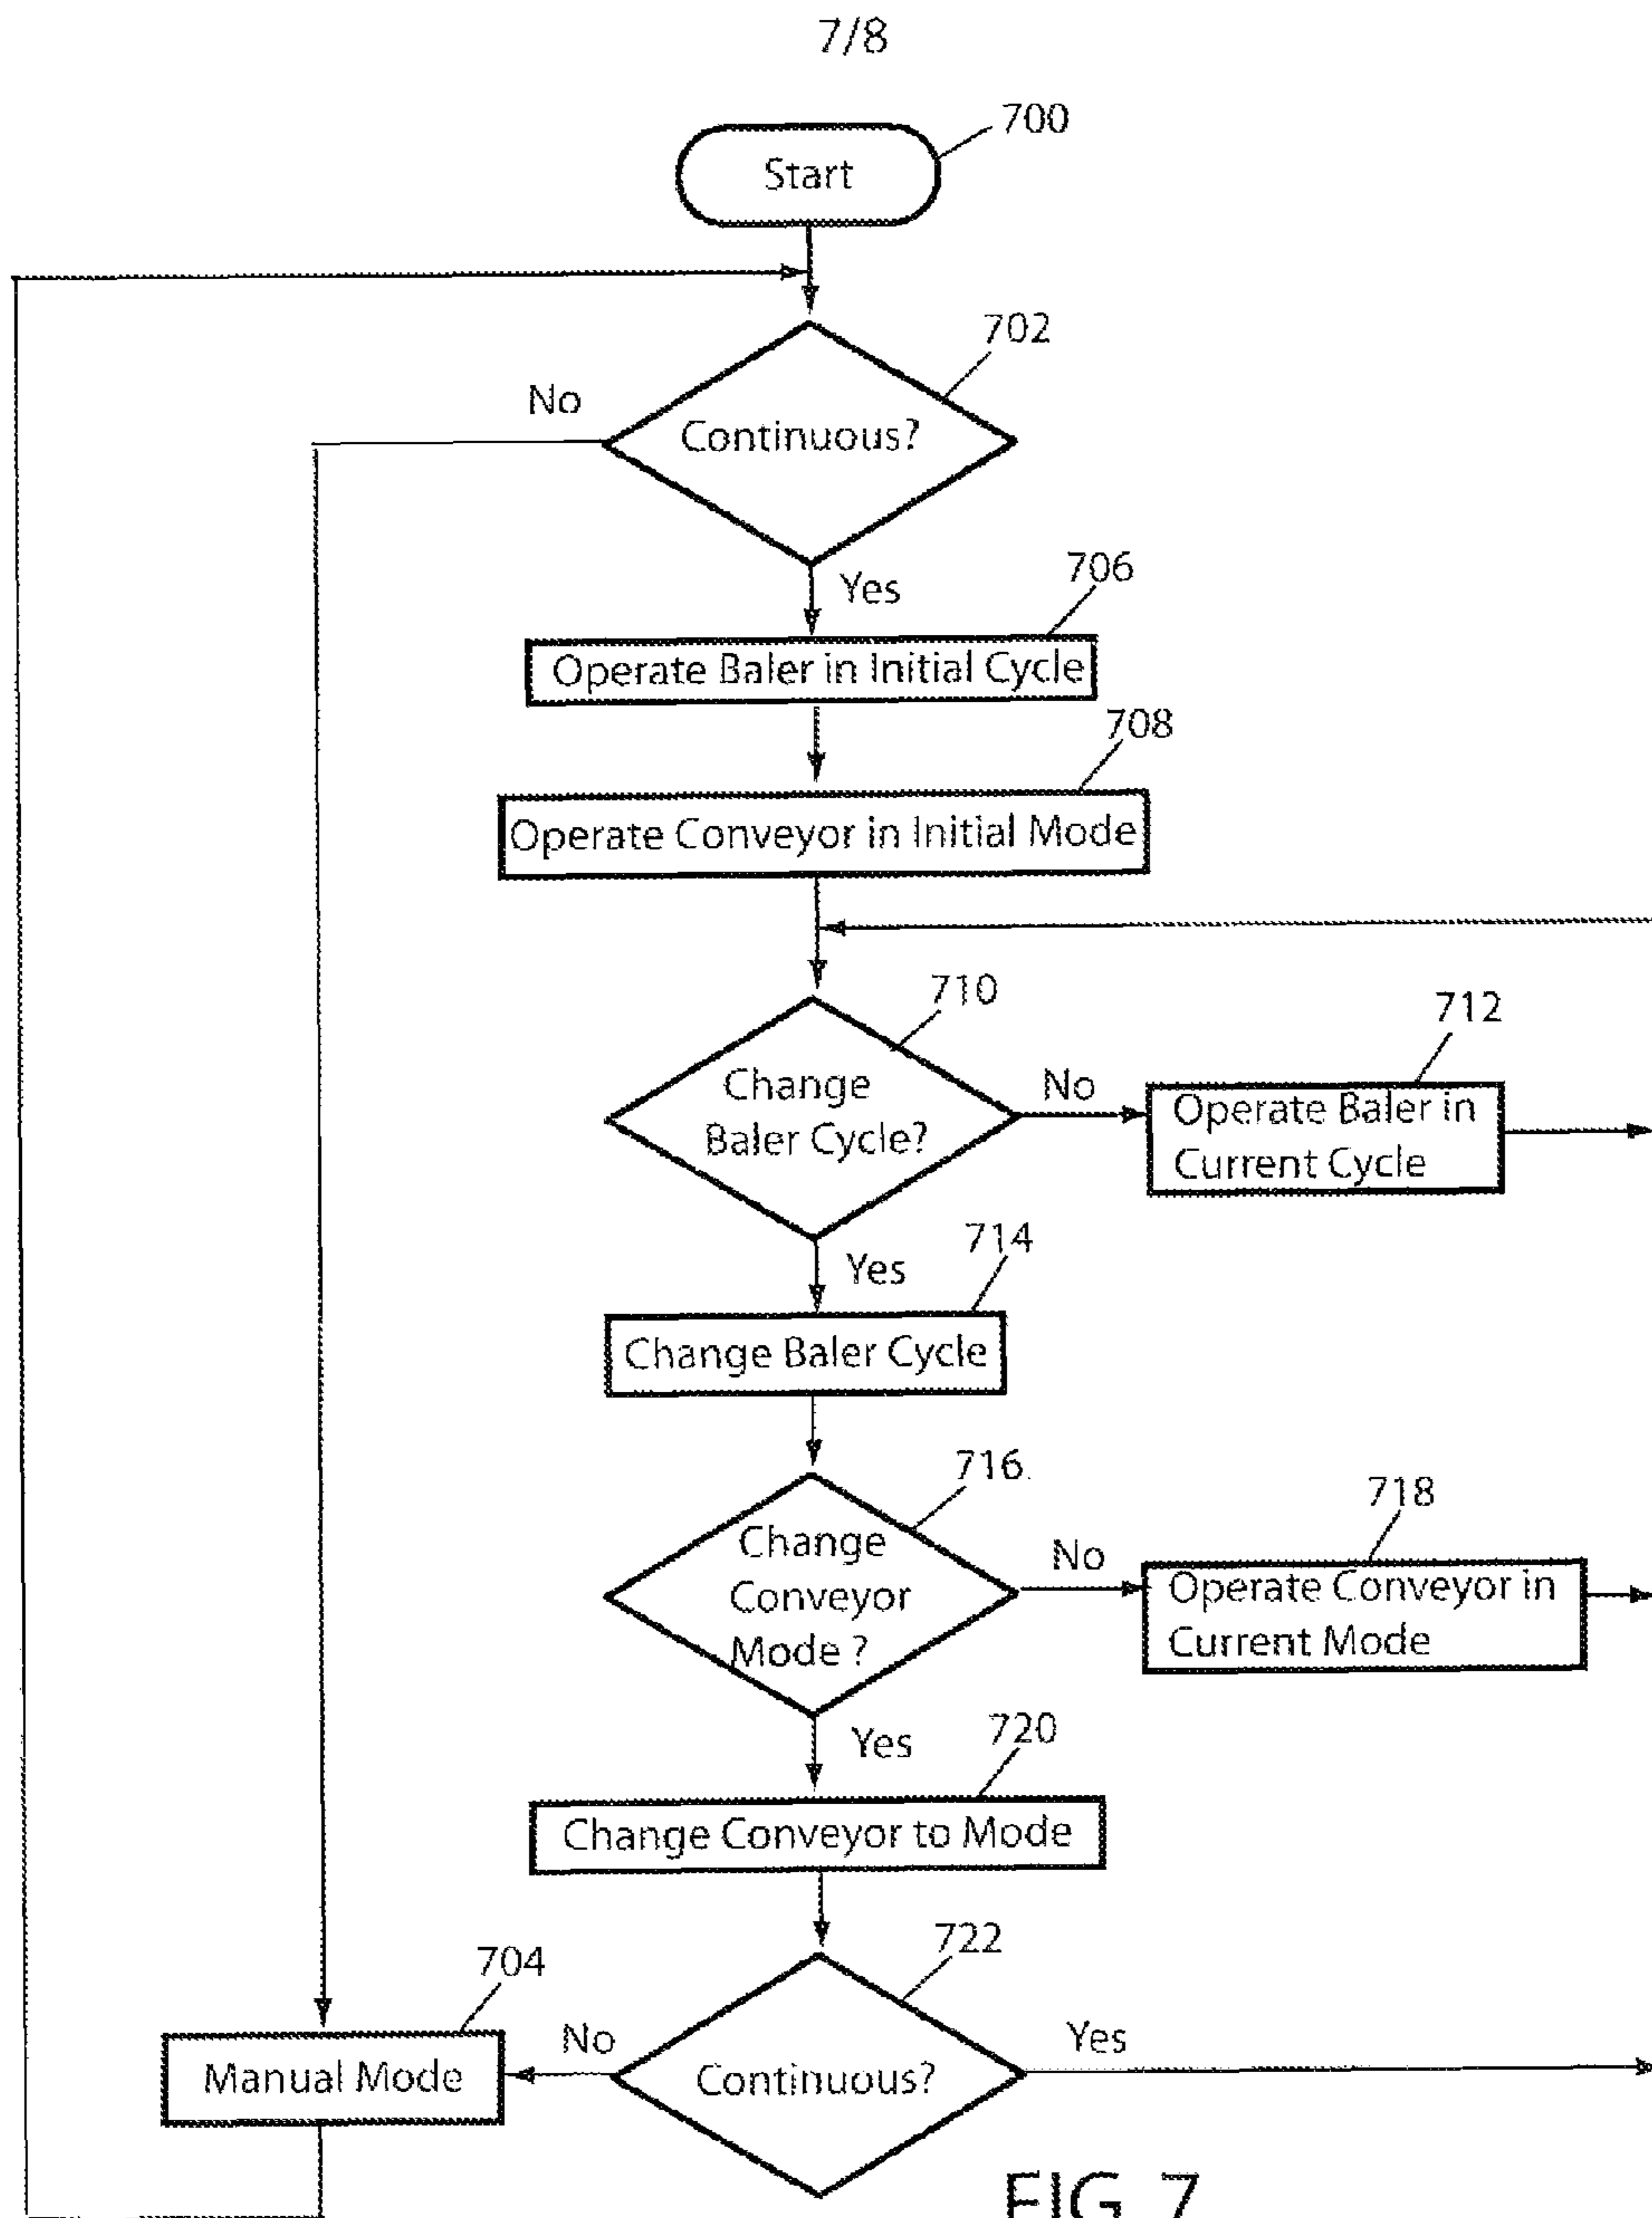 7/8
700
Start
702
No
Continuous?
Yes
706
Operate Baler in Initial Cycle
708
Operate Conveyor in Initial Mode
710
Change
Baler Cycle?
No
712
Operate Baler in
Current Cycle
Yes
714
Change Baler Cycle
716
Change
Conveyor
Mode ?
No
718
Operate Conveyor in
Current Mode
Yes
720
Change Conveyor to Mode
722
704
Manual Mode
No
Continuous?
Yes
FIG. 7